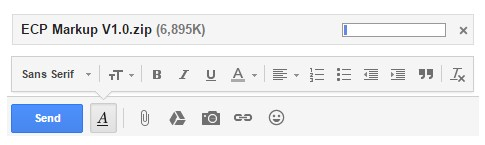 ECP Markup V1.0.zip (6,895K)
Sans Serif
Send